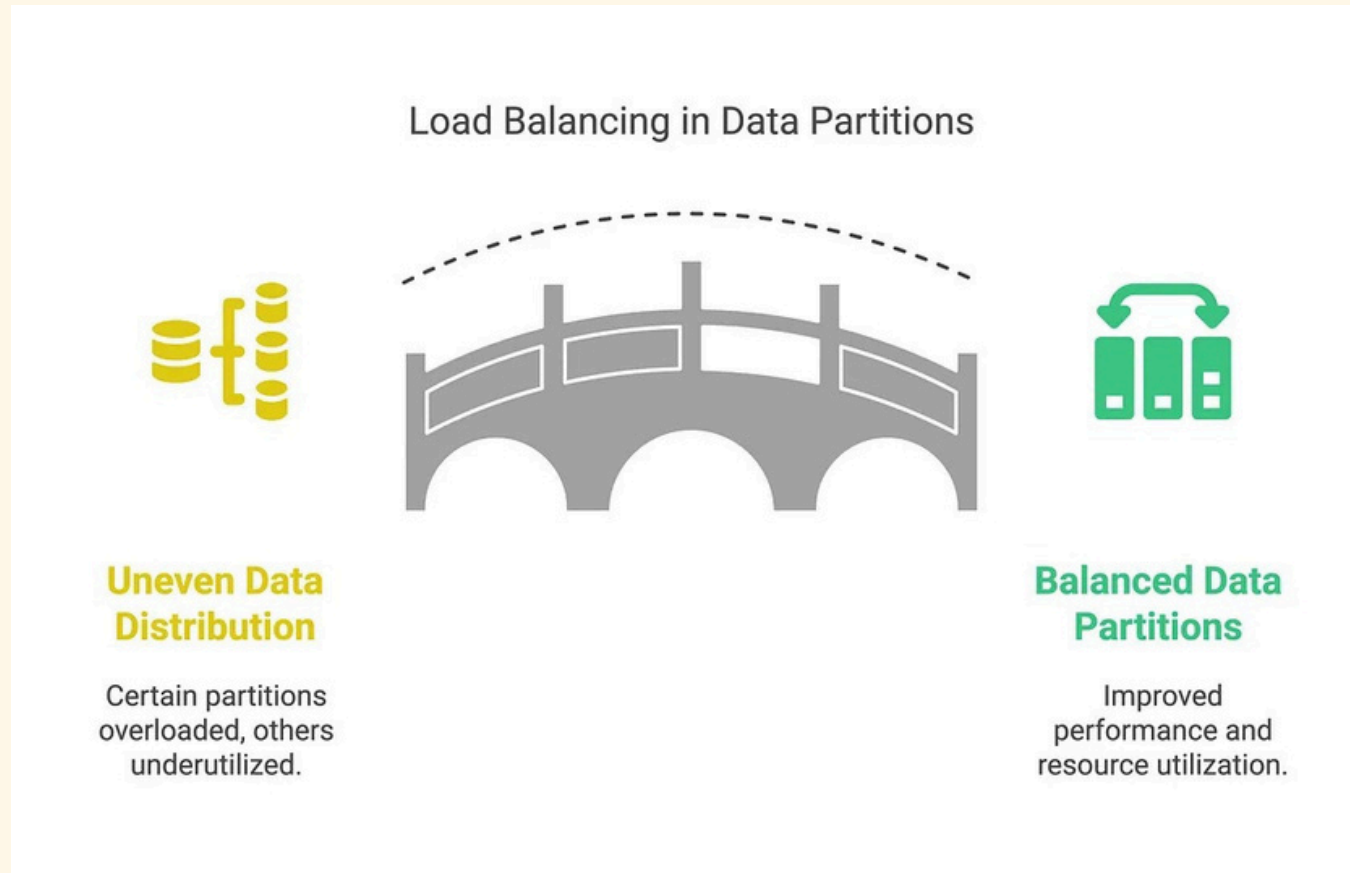 Load Balancing in Data Partitions
Uneven Data
Distribution
Certain partitions
overloaded, others
underutilized.
Balanced Data
Partitions
Improved
performance and
resource utilization.